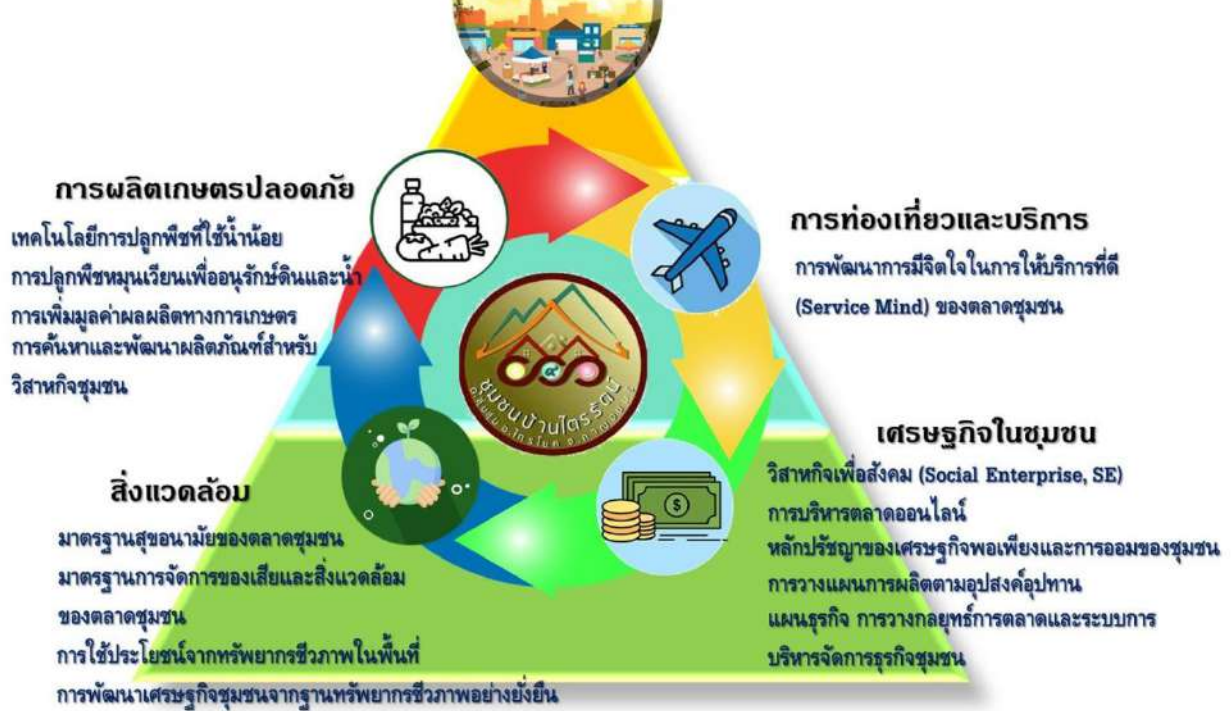 การผลิตเกษตรปลอดภัย
เทคโนโลยีการปลูกพืชที่ใช้น้ำน้อย
การปลูกพืชหมุนเวียนเพื่ออนุรักษ์ดินและน้ำ
การเพิ่มมูลค่าผลผลิตทางการเกษตร
การค้นหาและพัฒนาผลิตภัณฑ์สำหรับ
วิสาหกิจชุมชน
การท่องเที่ยวและบริการ
การพัฒนาการมีจิตใจในการให้บริการที่ดี
(Service Mind) ของตลาดชุมชน
ชุมชนบ้านไตรรัตน์
สิ่งแวดล้อม
มาตรฐานสุขอนามัยของตลาดชุมชน
มาตรฐานการจัดการของเสียและสิ่งแวดล้อม
ของตลาดชุมชน
การใช้ประโยชน์จากทรัพยากรชีวภาพในพื้นที่
การพัฒนาเศรษฐกิจชุมชนจากฐานทรัพยากรชีวภาพอย่างยั่งยืน
เศรษฐกิจในชุมชน
วิสาหกิจเพื่อสังคม (Social Enterprise, SE)
การบริหารตลาดออนไลน์
หลักปรัชญาของเศรษฐกิจพอเพียงและการออมของชุมชน
การวางแผนการผลิตตามอุปสงค์อุปทาน
แผนธุรกิจ การวางกลยุทธ์การตลาดและระบบการ
บริหารจัดการธุรกิจชุมชน